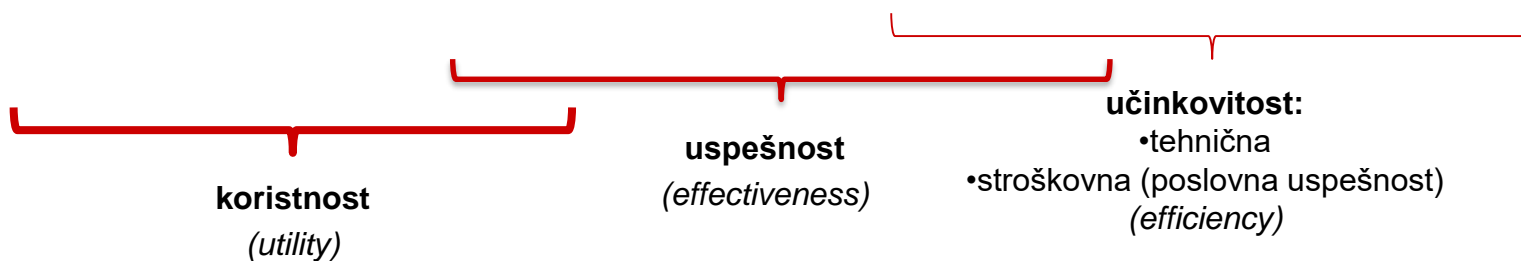 koristnost
(utility)
uspešnost
(effectiveness)
učinkovitost:
•tehnična
•stroškovna (poslovna uspešnost)
(efficiency)